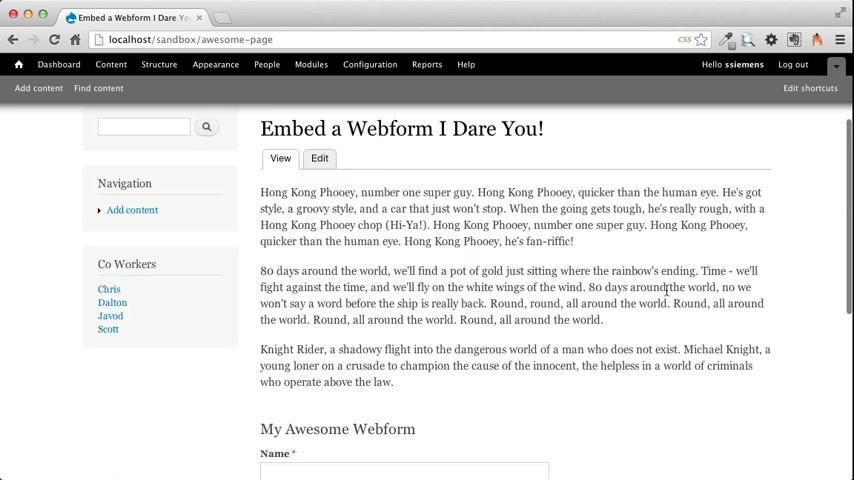 Embed a Webform I Dare Yo
localhost/sandbox/awesome-page
css
Dashboard Content Structure Appearance People Modules Reports Configuration Help
Hello ssiemens Log out
Add content Find content
Edit shortcuts
Embed a Webform I Dare You!
View Edit
Navigation
Add content
Co Workers
Chris
Dalton
Javod
Scott
Hong Kong Phooey, number one super guy. Hong Kong Phooey, quicker than the human eye. He's got
style, a groovy style, and a car that just won't stop. When the going gets tough, he's really rough, with a
Hong Kong Phooey chop (Hi-Ya!). Hong Kong Phooey, number one super guy. Hong Kong Phooey,
quicker than the human eye. Hong Kong Phooey, he's fan-riffic!
80 days around the world, we'll find a pot of gold just sitting where the rainbow's ending. Time - we'll
fight against the time, and we'll fly on the white wings of the wind. 80 days around the world, no we
won't say a word before the ship is really back. Round, round, all around the world. Round, all around
the world. Round, all around the world. Round, all around the world.
Knight Rider, a shadowy flight into the dangerous world of a man who does not exist. Michael Knight, a
young loner on a crusade to champion the cause of the innocent, the helpless in a world of criminals
who operate above the law.
My Awesome Webform
Name *